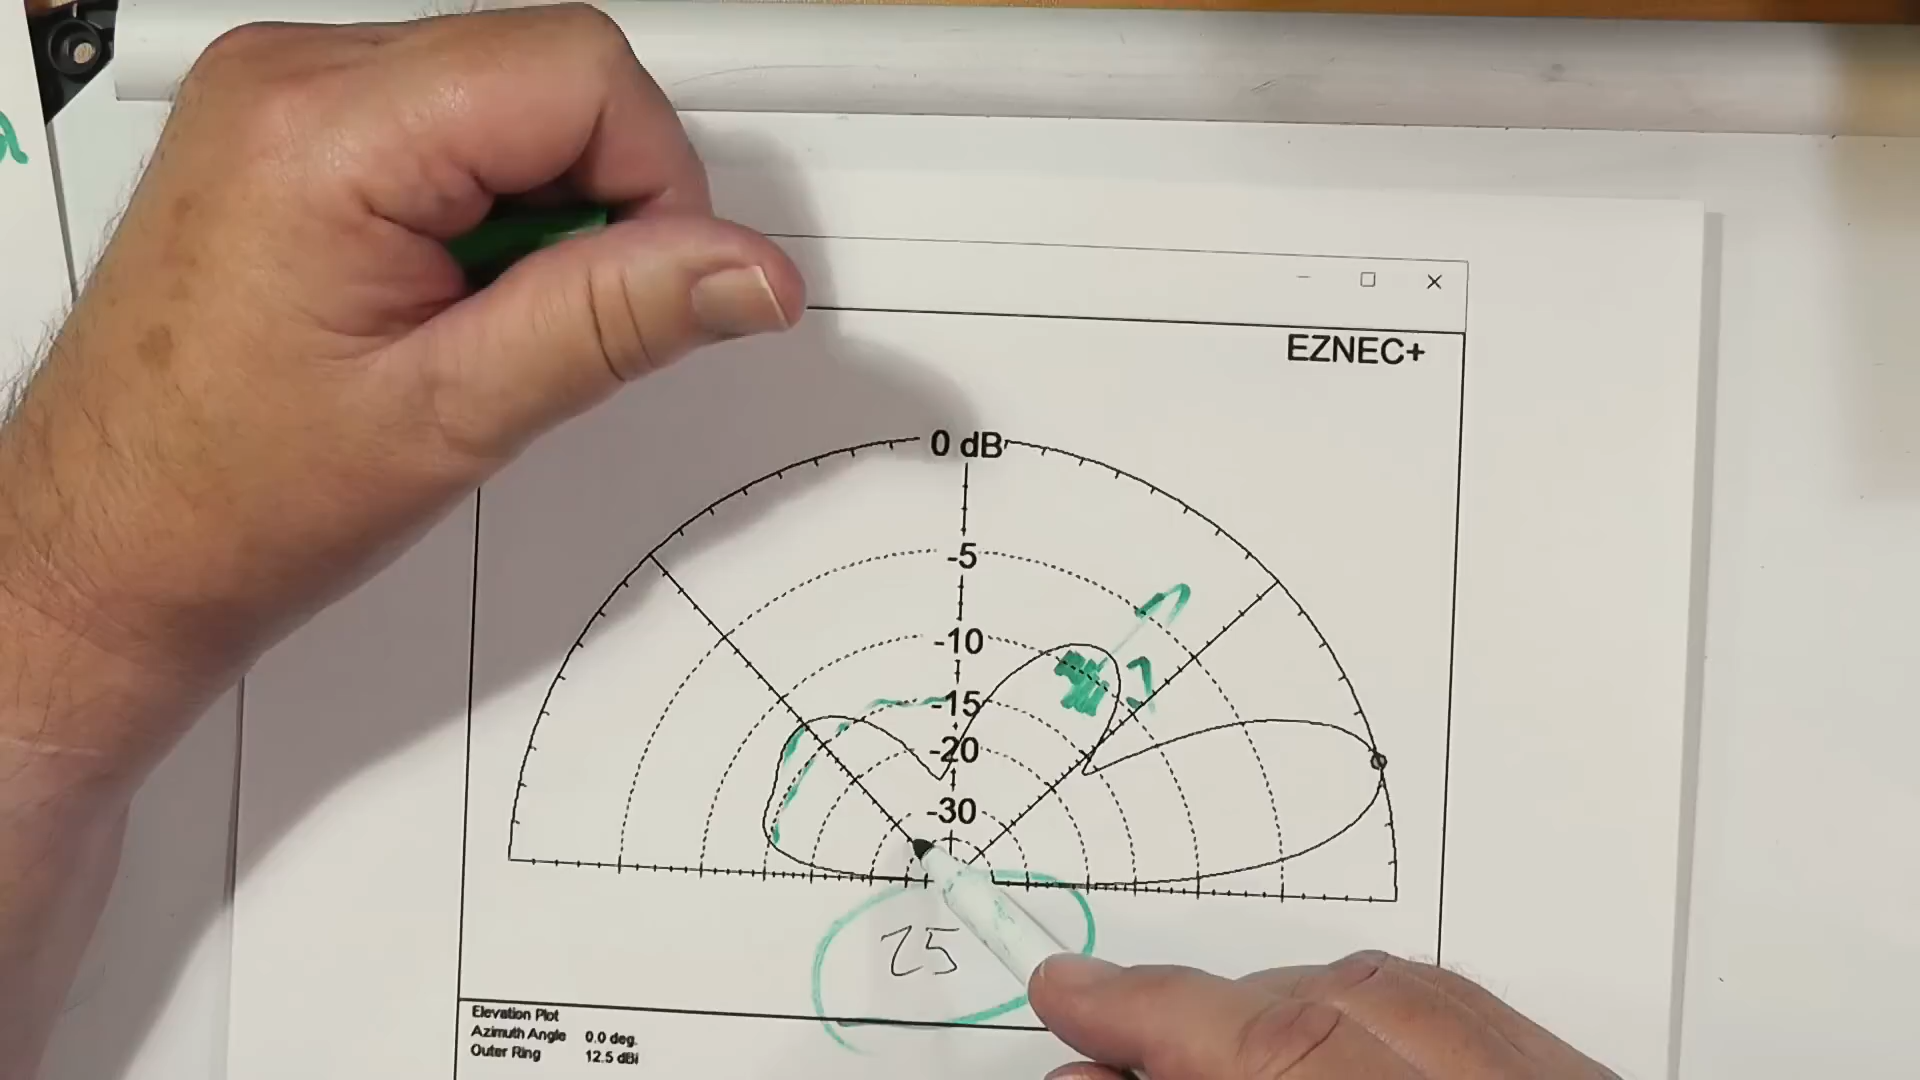 EZNEC+
0 dB
-5
-10
-15
-20
-30
25
Elevation Plot
Azimuth Angle 0.0 deg.
Outer Ring 12.5 dBi